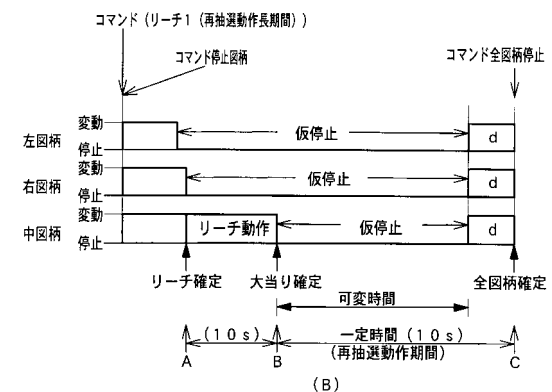 コマンド(リーチ1(再抽選動作長期間))
コマンド停止図柄
コマンド全図柄停止
左図柄
変動
停止
仮停止
d
右図柄
変動
停止
仮停止
d
中図柄
変動
停止
リーチ動作
仮停止
d
リーチ確定
大当り確定
全図柄確定
可変時間
(10s)
一定時間(10s)
(再抽選動作期間)
A
B
C
(B)